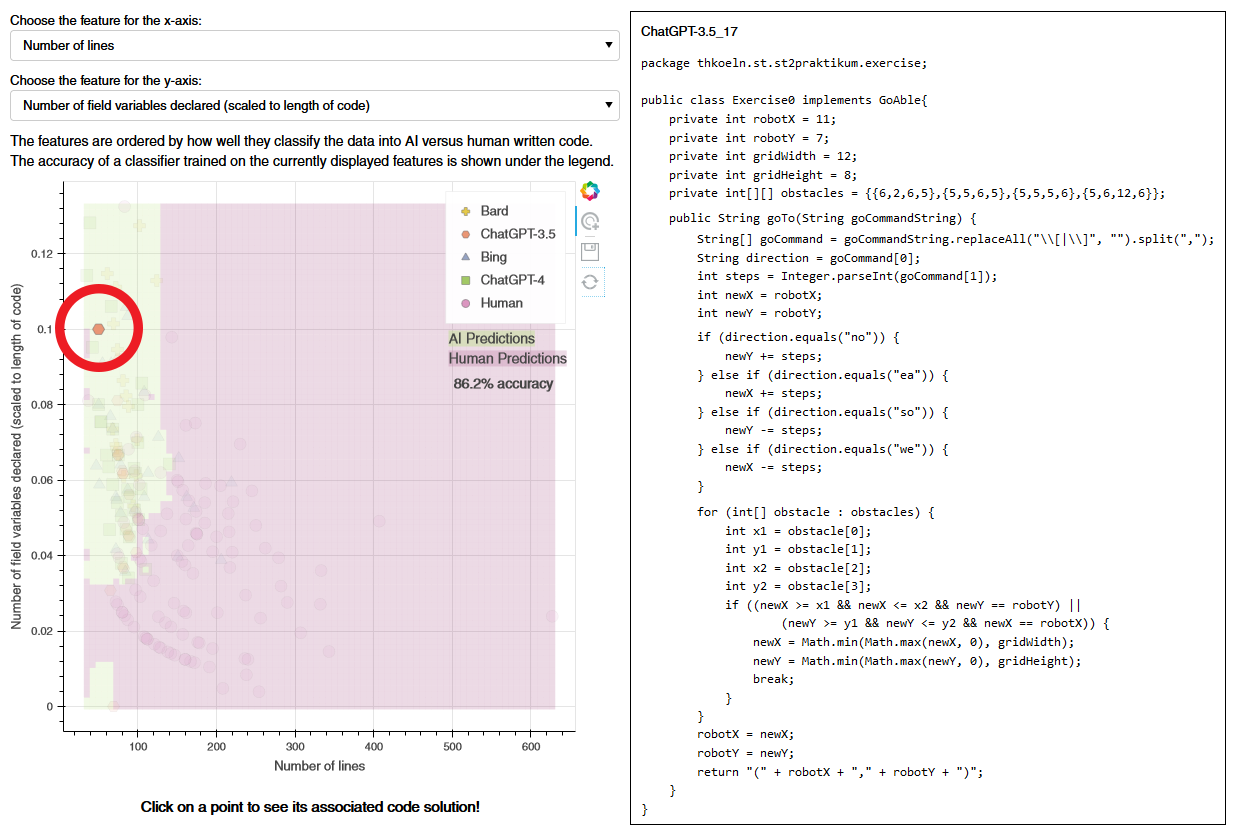 Choose the feature for the x-axis:
Number of lines
Choose the feature for the y-axis:
Number of field variables declared (scaled to length of code)
The features are ordered by how well they classify the data into AI versus human written code.
The accuracy of a classifier trained on the currently displayed features is shown under the legend.
Bard
ChatGPT-3.5
Bing
ChatGPT-4
Human
AI Predictions
Human Predictions
86.2% accuracy
Number of field variables declared (scaled to length of code)
0.12
0.1
0.08
0.06
0.04
0.02
0
100 200 300 400 500 600
Number of lines
Click on a point to see its associated code solution!
ChatGPT-3.5_17
package thkoeln.st.st2praktikum.exercise;
public class Exercise0 implements GoAble{
private int robotX = 11;
private int robotY = 7;
private int gridWidth = 12;
private int gridHeight = 8;
private int[][] obstacles = {{6,2,6,5},{5,5,6,5},{5,5,5,6},{5,6,12,6}};
public String goTo(String goCommandString) {
String[] goCommand = goCommandString.replaceAll("\\[|\\]", "").split(",");
String direction = goCommand[0];
int steps = Integer.parseInt(goCommand[1]);
int newX = robotX;
int newY = robotY;
if (direction.equals("no")) {
newY += steps;
} else if (direction.equals("ea")) {
newX += steps;
} else if (direction.equals("so")) {
newY -= steps;
} else if (direction.equals("we")) {
newX -= steps;
}
for (int[] obstacle : obstacles) {
int x1 = obstacle[0];
int y1 = obstacle[1];
int x2 = obstacle[2];
int y2 = obstacle[3];
if ((newX >= x1 && newX <= x2 && newY == robotY) ||
(newY >= y1 && newY <= y2 && newX == robotX)) {
newX = Math.min(Math.max(newX, 0), gridWidth);
newY = Math.min(Math.max(newY, 0), gridHeight);
break;
}
}
robotX = newX;
robotY = newY;
return "(" + robotX + "," + robotY + ")";
}
}